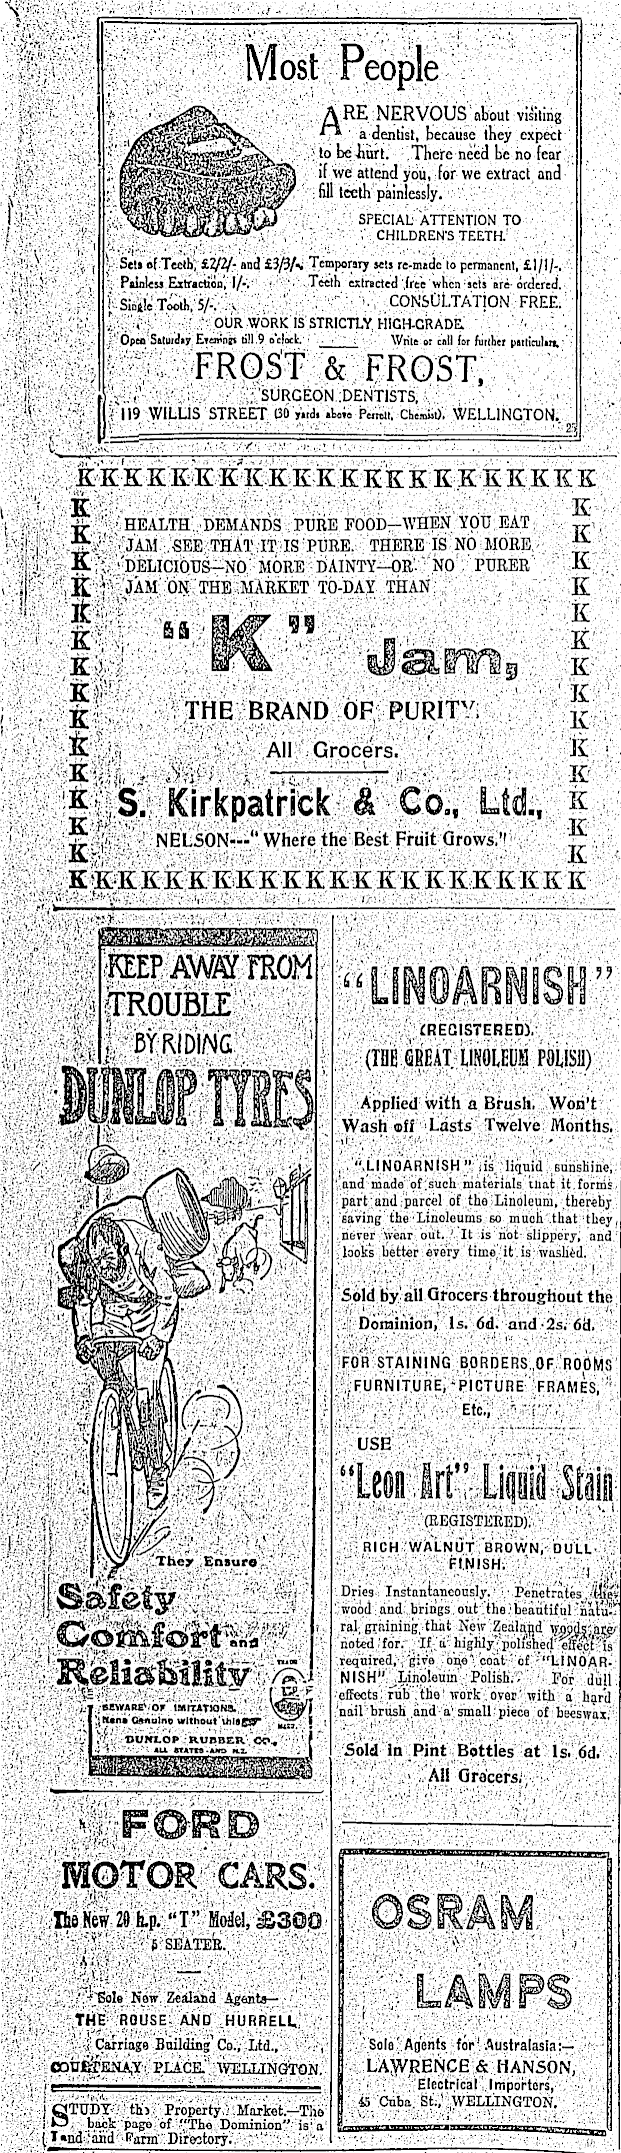 Most People
ARE NERVOUS about visiting
a dentist, because they expect
to be hurt. There need be no fear
if we attend you, for we extract and
fill teeth painlessly.
SPECIAL ATTENTION TO
CHILDREN'S TEETH.
Sets of Teeth, £2/2/- and £3/3/-. Temporary sets re-made to permanent, £1/1/-.
Painless Extraction, 1/-. Teeth extracted free when sets are ordered.
Single Tooth, 5/-. CONSULTATION FREE.
OUR WORK IS STRICTLY HIGH-GRADE.
Open Saturday Evenings till 9 o'clock. Write or call for further particulars.
FROST & FROST,
SURGEON DENTISTS,
119 WILLIS STREET (30 yards above Perrett, Chemist), WELLINGTON.
25
K K K K K K K K K K K K K K K K K K K K K K
HEALTH DEMANDS PURE FOOD—WHEN YOU EAT
JAM SEE THAT IT IS PURE. THERE IS NO MORE
DELICIOUS—NO MORE DAINTY—OR NO PURER
JAM ON THE MARKET TO-DAY THAN
"K" Jam,
THE BRAND OF PURITY.
All Grocers.
S. Kirkpatrick & Co., Ltd.,
NELSON---"Where the Best Fruit Grows."
K K K K K K K K K K K K K K K K K K K K K K
KEEP AWAY FROM
TROUBLE
BY RIDING
DUNLOP TYRES
They Ensure
Safety
Comfort and
Reliability
TRADE
MARK
BEWARE OF IMITATIONS.
None Genuine without this
DUNLOP RUBBER CO.,
ALL STATES AND N.Z.
FORD
MOTOR CARS.
The New 20 h.p. "T" Model, £300
5 SEATER.
Sole New Zealand Agents—
THE ROUSE AND HURRELL
Carriage Building Co., Ltd.,
COURTENAY PLACE, WELLINGTON.
STUDY the Property Market.—The
back page of "The Dominion" is a
Land and Farm Directory.
"LINOARNISH"
(REGISTERED).
(THE GREAT LINOLEUM POLISH)
Applied with a Brush. Won't
Wash off Lasts Twelve Months.
"LINOARNISH" is liquid sunshine,
and made of such materials that it forms
part and parcel of the Linoleum, thereby
saving the Linoleums so much that they
never wear out. It is not slippery, and
looks better every time it is washed.
Sold by all Grocers throughout the
Dominion, 1s. 6d. and 2s. 6d.
FOR STAINING BORDERS OF ROOMS
FURNITURE, PICTURE FRAMES,
Etc.,
USE
"Leon Art" Liquid Stain
(REGISTERED).
RICH WALNUT BROWN, DULL
FINISH.
Dries Instantaneously. Penetrates the
wood and brings out the beautiful natu-
ral graining that New Zealand woods are
noted for. If a highly polished effect is
required, give one coat of "LINOAR-
NISH" Linoleum Polish. For dull
effects rub the work over with a hard
nail brush and a small piece of beeswax.
Sold in Pint Bottles at 1s. 6d.
All Grocers.
OSRAM
LAMPS
Sole Agents for Australasia:—
LAWRENCE & HANSON,
Electrical Importers,
45 Cuba St., WELLINGTON.